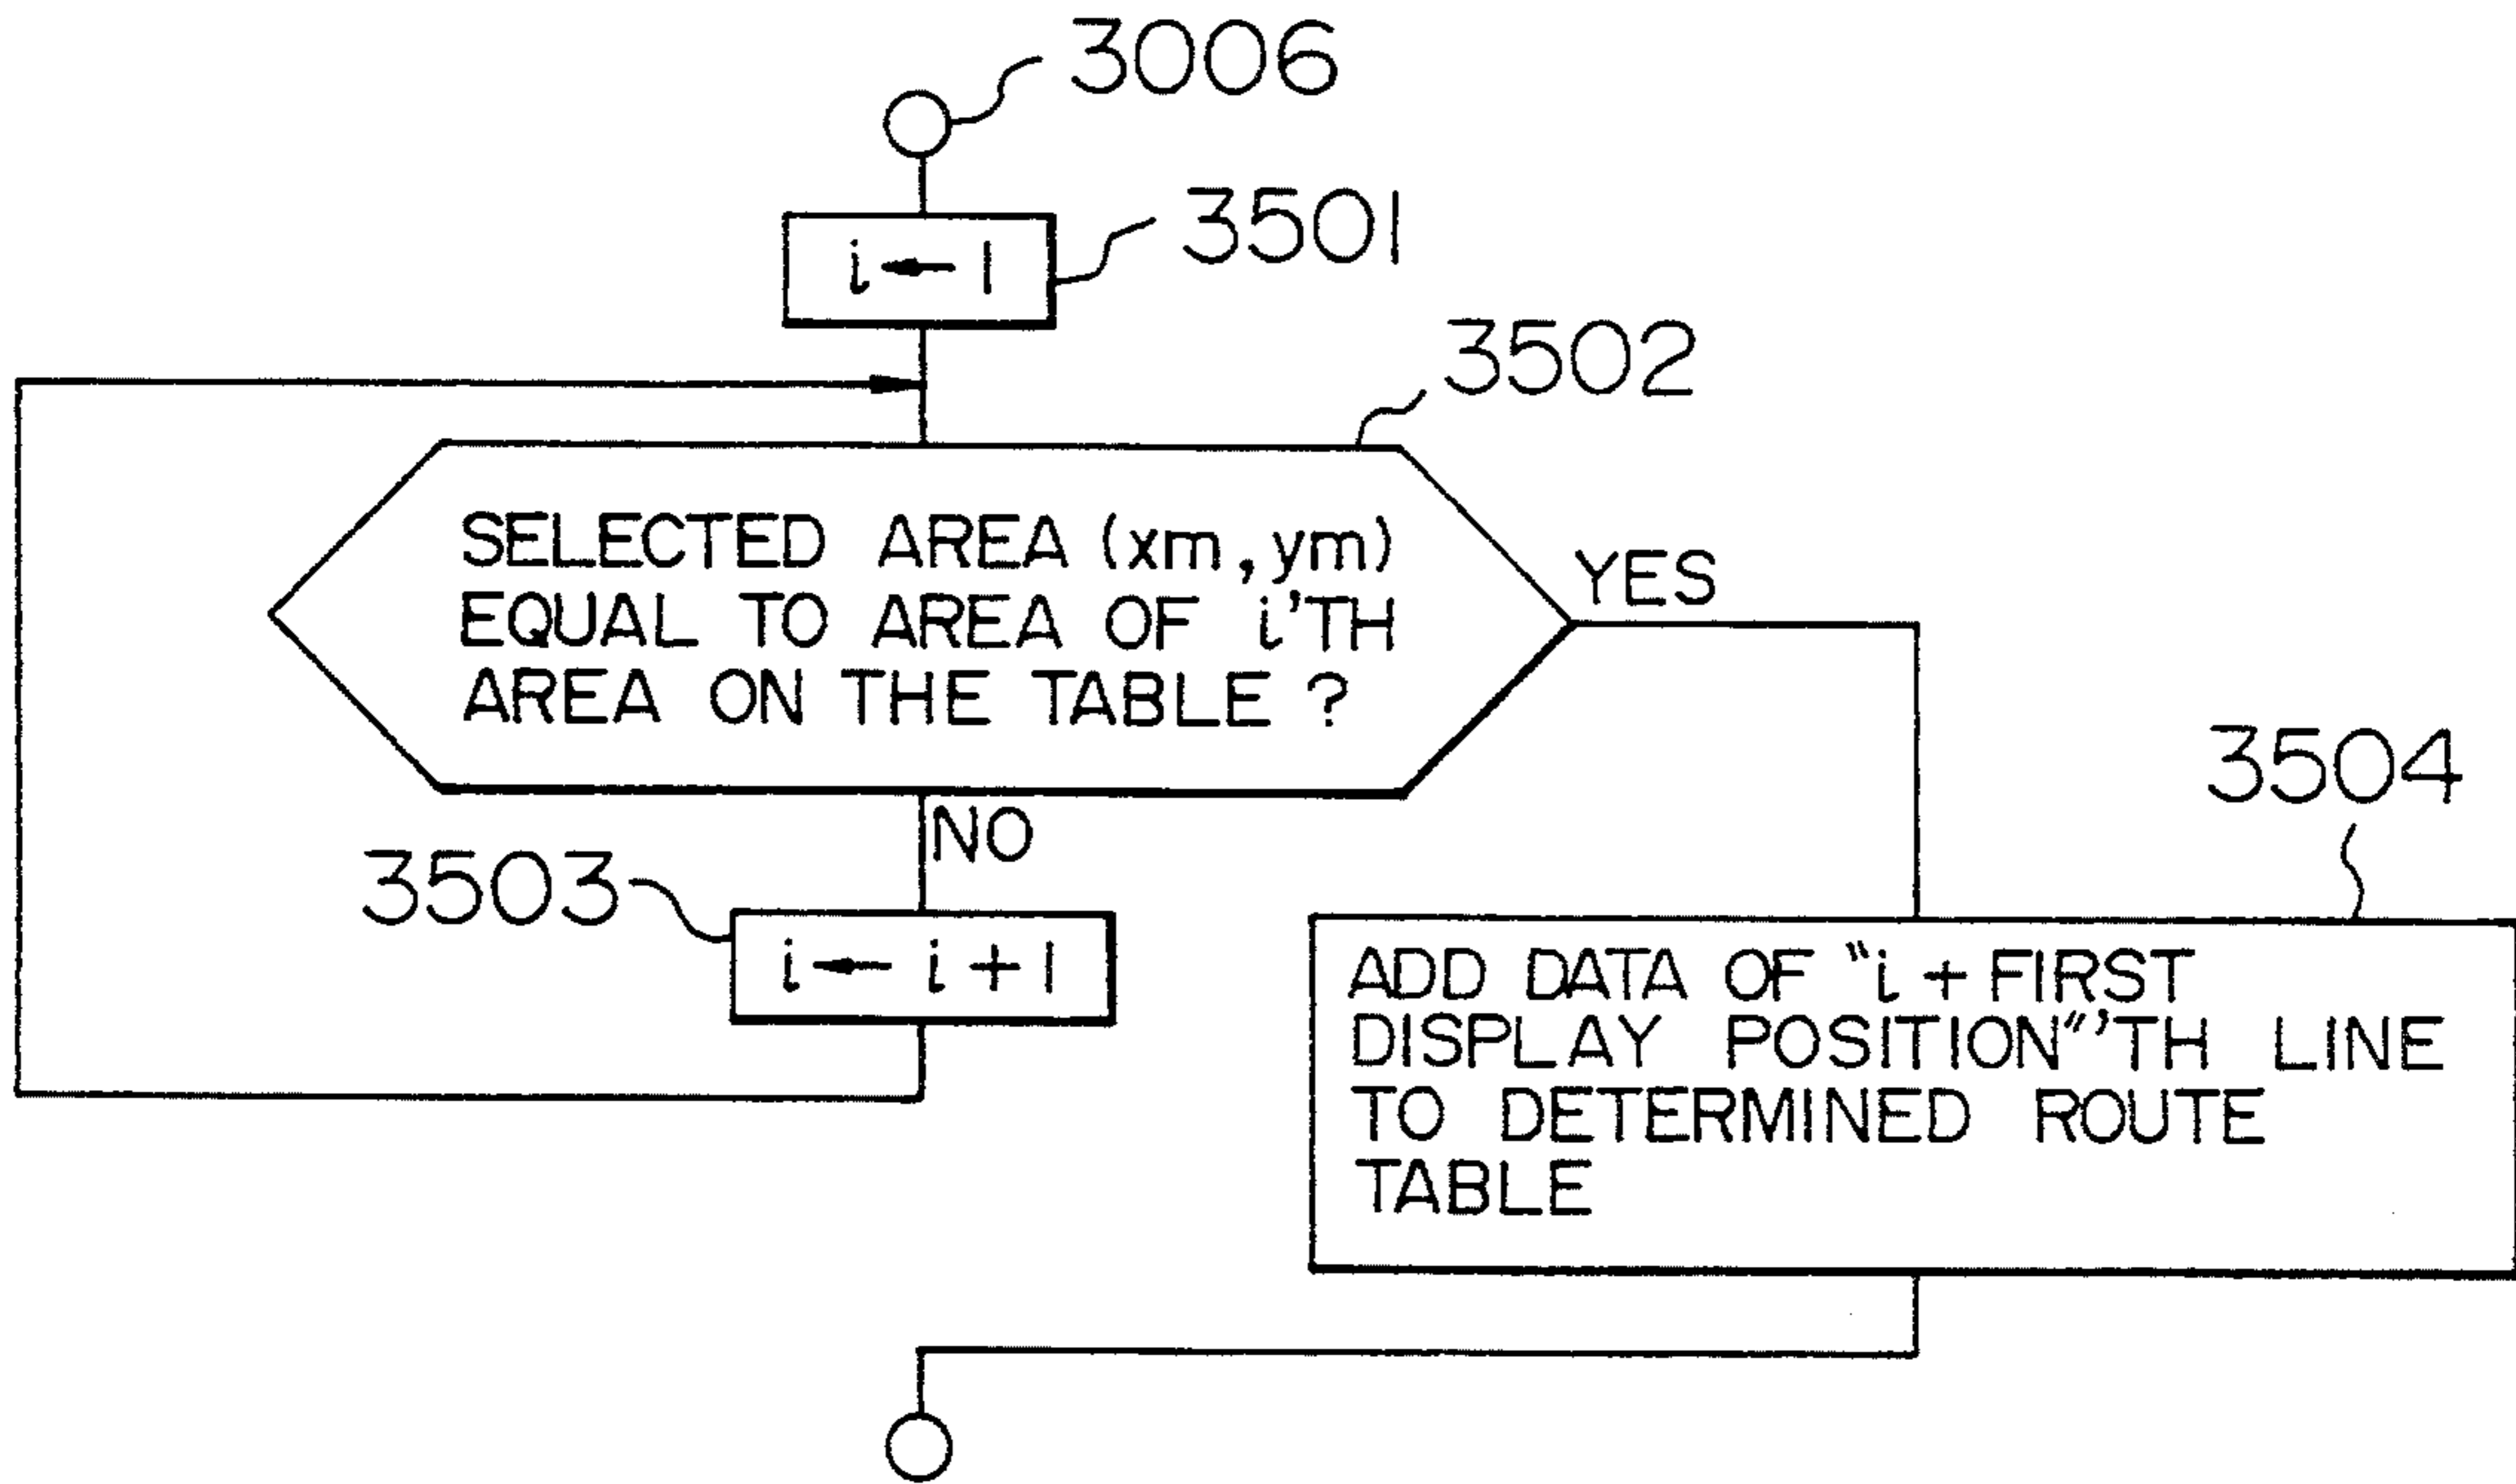 3006
3501
i ← 1
3502
SELECTED AREA (xm,ym)
EQUAL TO AREA OF i'TH
AREA ON THE TABLE ?
YES
NO
3503
i ← i + 1
3504
ADD DATA OF "i + FIRST
DISPLAY POSITION"'TH LINE
TO DETERMINED ROUTE
TABLE